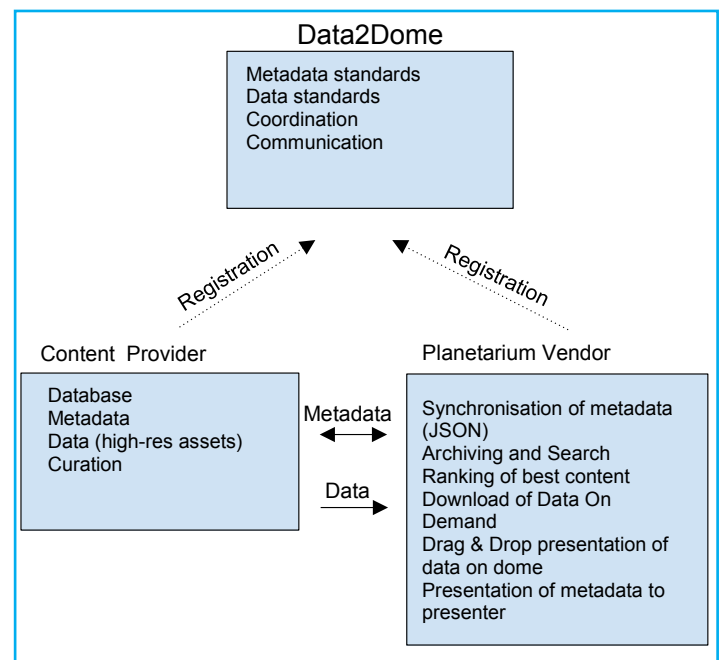 Data2Dome
Metadata standards
Data standards
Coordination
Communication
Registration
Registration
Content Provider
Database
Metadata
Data (high-res assets)
Curation
Metadata
Data
Planetarium Vendor
Synchronisation of metadata
(JSON)
Archiving and Search
Ranking of best content
Download of Data On
Demand
Drag & Drop presentation of
data on dome
Presentation of metadata to
presenter